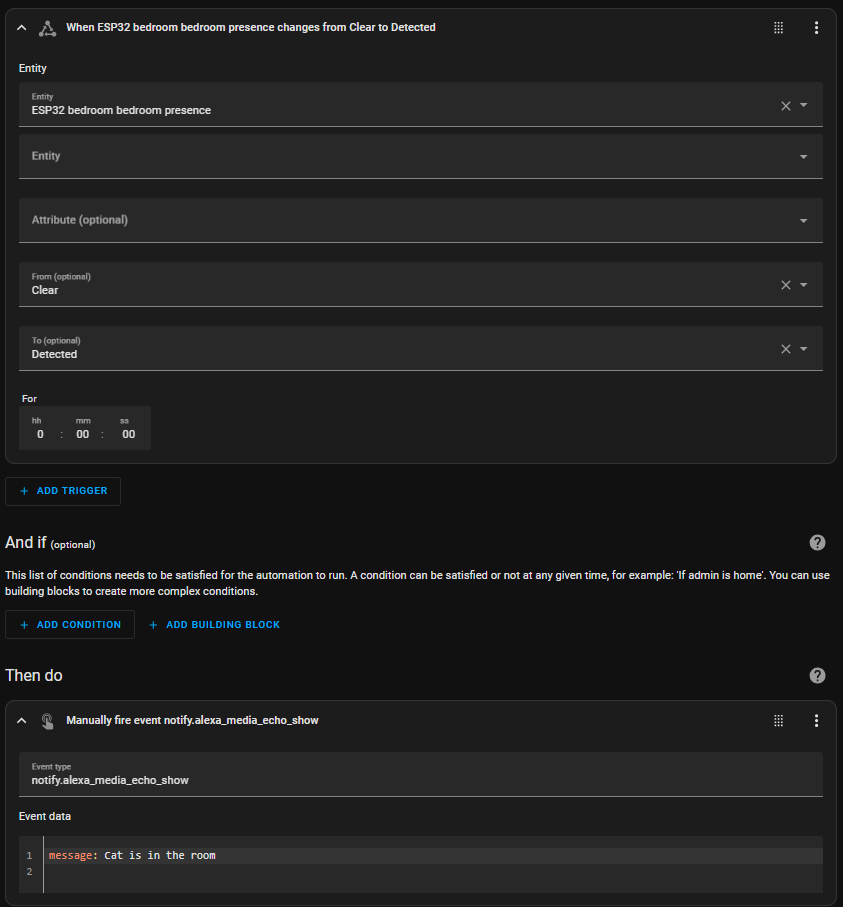 When ESP32 bedroom bedroom presence changes from Clear to Detected
Entity
Entity
ESP32 bedroom bedroom presence
Entity
Attribute (optional)
From (optional)
Clear
To (optional)
Detected
For
hh mm ss
0 : 00 : 00
+ ADD TRIGGER
And if (optional)
This list of conditions needs to be satisfied for the automation to run. A condition can be satisfied or not at any given time, for example: 'If admin is home'. You can use
building blocks to create more complex conditions.
+ ADD CONDITION + ADD BUILDING BLOCK
Then do
Manually fire event notify.alexa_media_echo_show
Event type
notify.alexa_media_echo_show
Event data
1 message: Cat is in the room
2